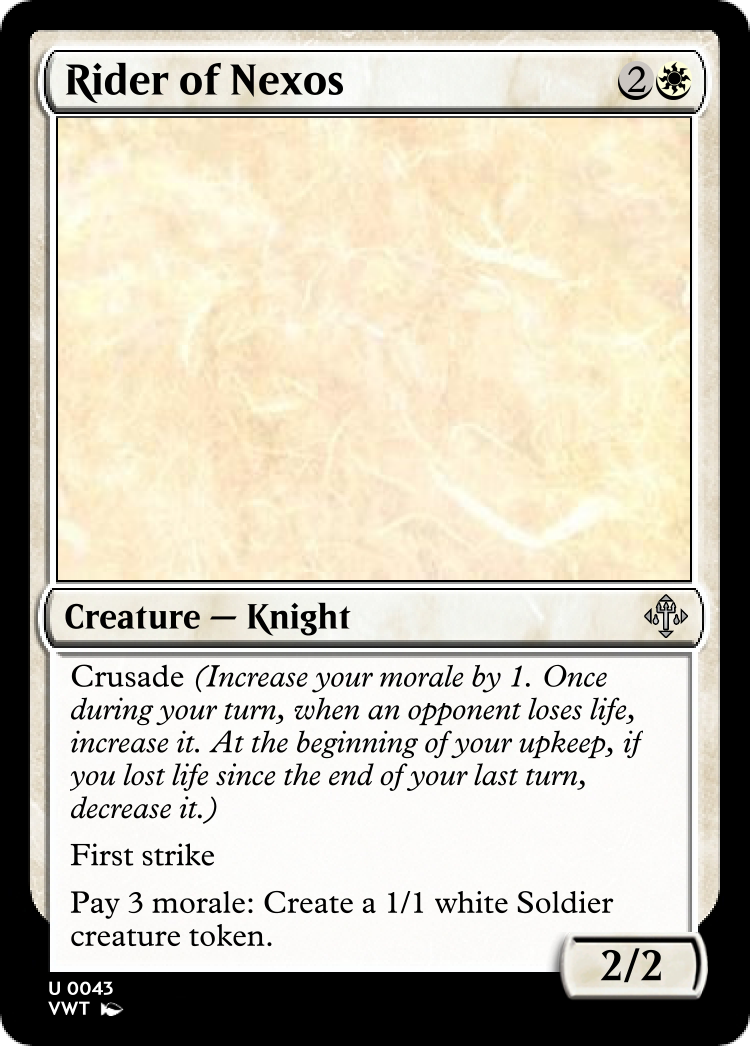 Rider of Nexos 2
Creature — Knight
Crusade (Increase your morale by 1. Once
during your turn, when an opponent loses life,
increase it. At the beginning of your upkeep, if
you lost life since the end of your last turn,
decrease it.)
First strike
Pay 3 morale: Create a 1/1 white Soldier
creature token.
2/2
U 0043
VWT